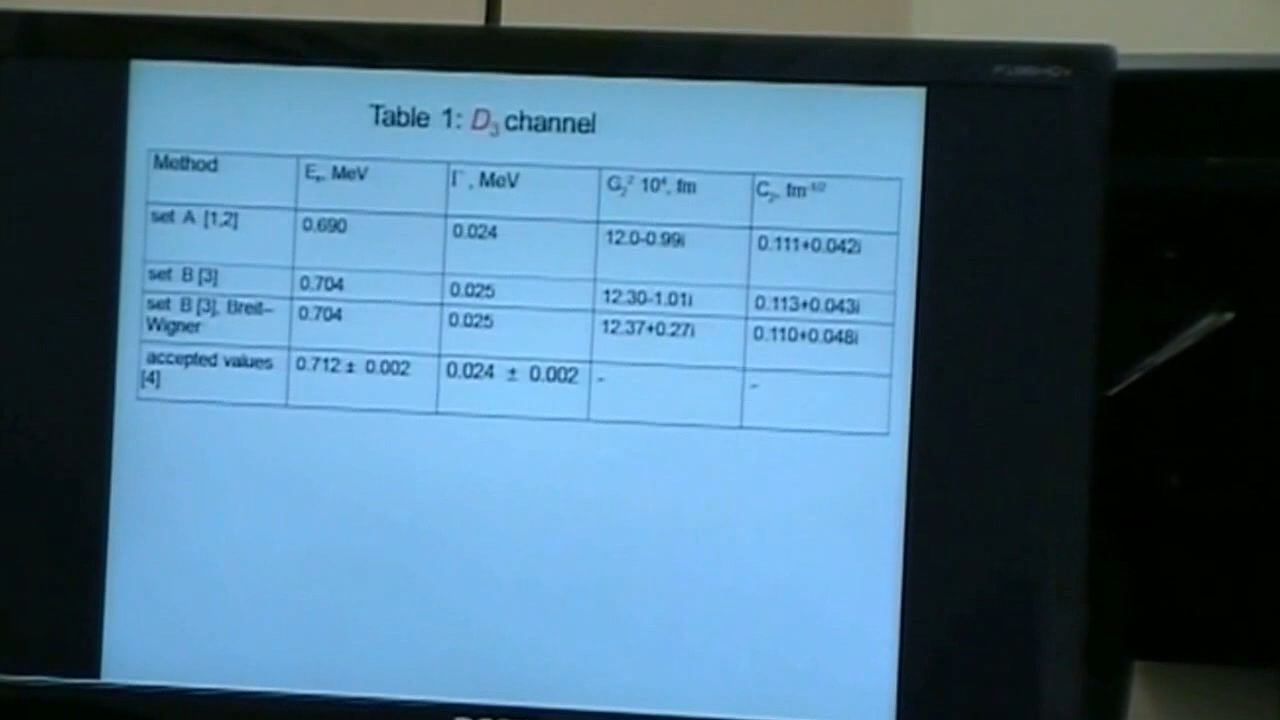 Table 1: D₃ channel
Method E, MeV Γ, MeV G₂² 10⁴, fm C₂, fm⁻¹ᐟ²
set A [1,2] 0.690 0.024 12.0-0.99i 0.111+0.042i
set B [3] 0.704 0.025 12.30-1.01i 0.113+0.043i
set B [3], Breit–
Wigner 0.704 0.025 12.37+0.27i 0.110+0.048i
accepted values
[4] 0.712 ± 0.002 0.024 ± 0.002 - -